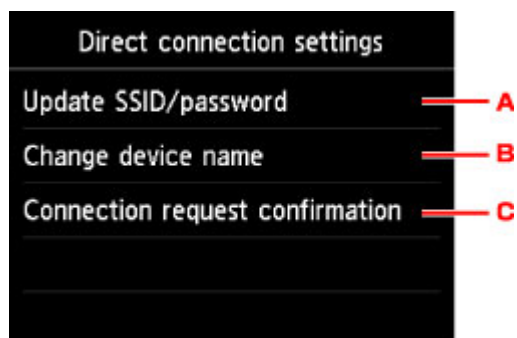 Direct connection settings
Update SSID/password A
Change device name B
Connection request confirmation C